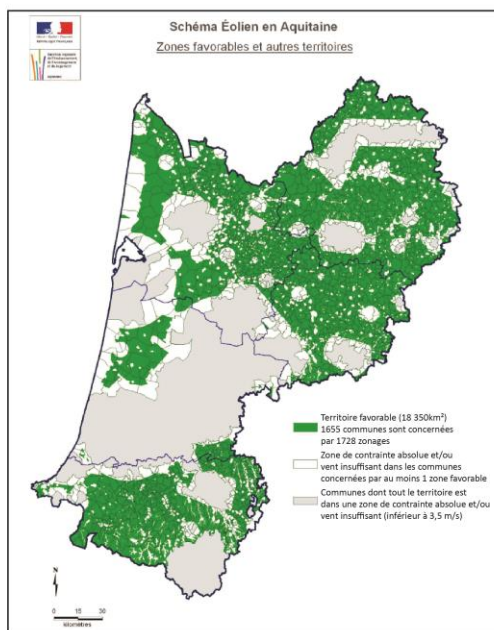 Schéma Éolien en Aquitaine
Zones favorables et autres territoires
Territoire favorable (18 350km²)
1655 communes sont concernées
par 1728 zonages
Zone de contrainte absolue et/ou
vent insuffisant dans les communes
concernées par au moins 1 zone favorable
Communes dont tout le territoire est
dans une zone de contrainte absolue et/ou
vent insuffisant (inférieur à 3,5 m/s)
N
0 15 30
kilomètres